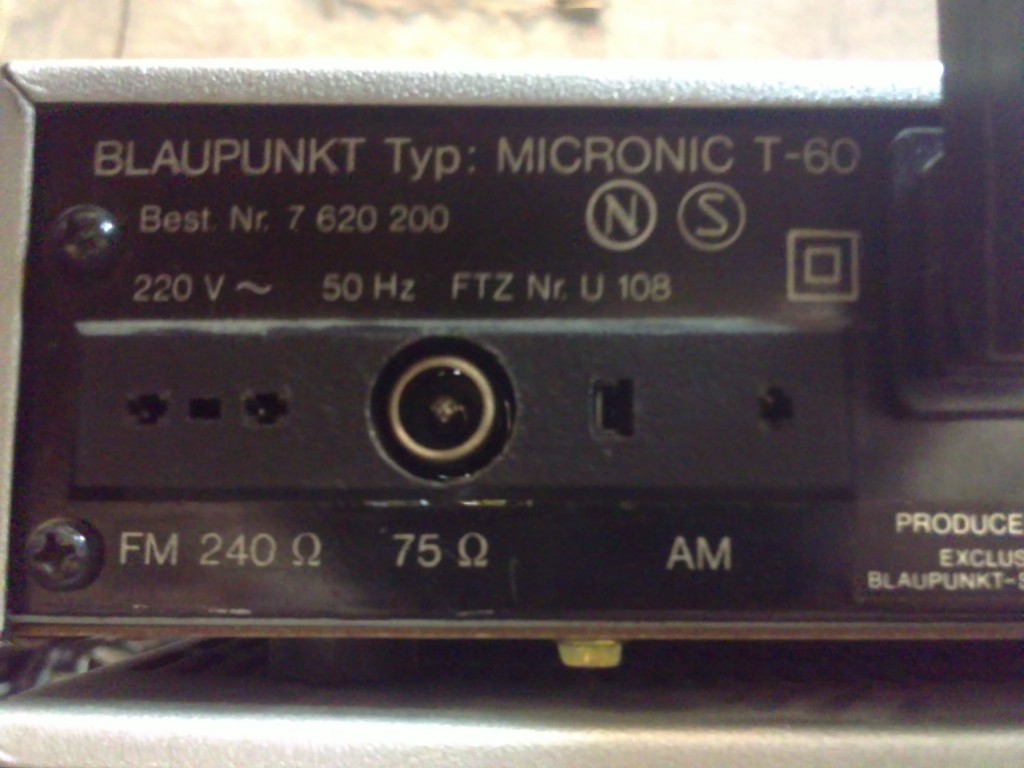 BLAUPUNKT Typ: MICRONIC T-60
Best. Nr. 7 620 200
N S
220 V ~ 50 Hz FTZ Nr. U 108
FM 240 Ω 75 Ω AM
PRODUCE
EXCLUS
BLAUPUNKT-S